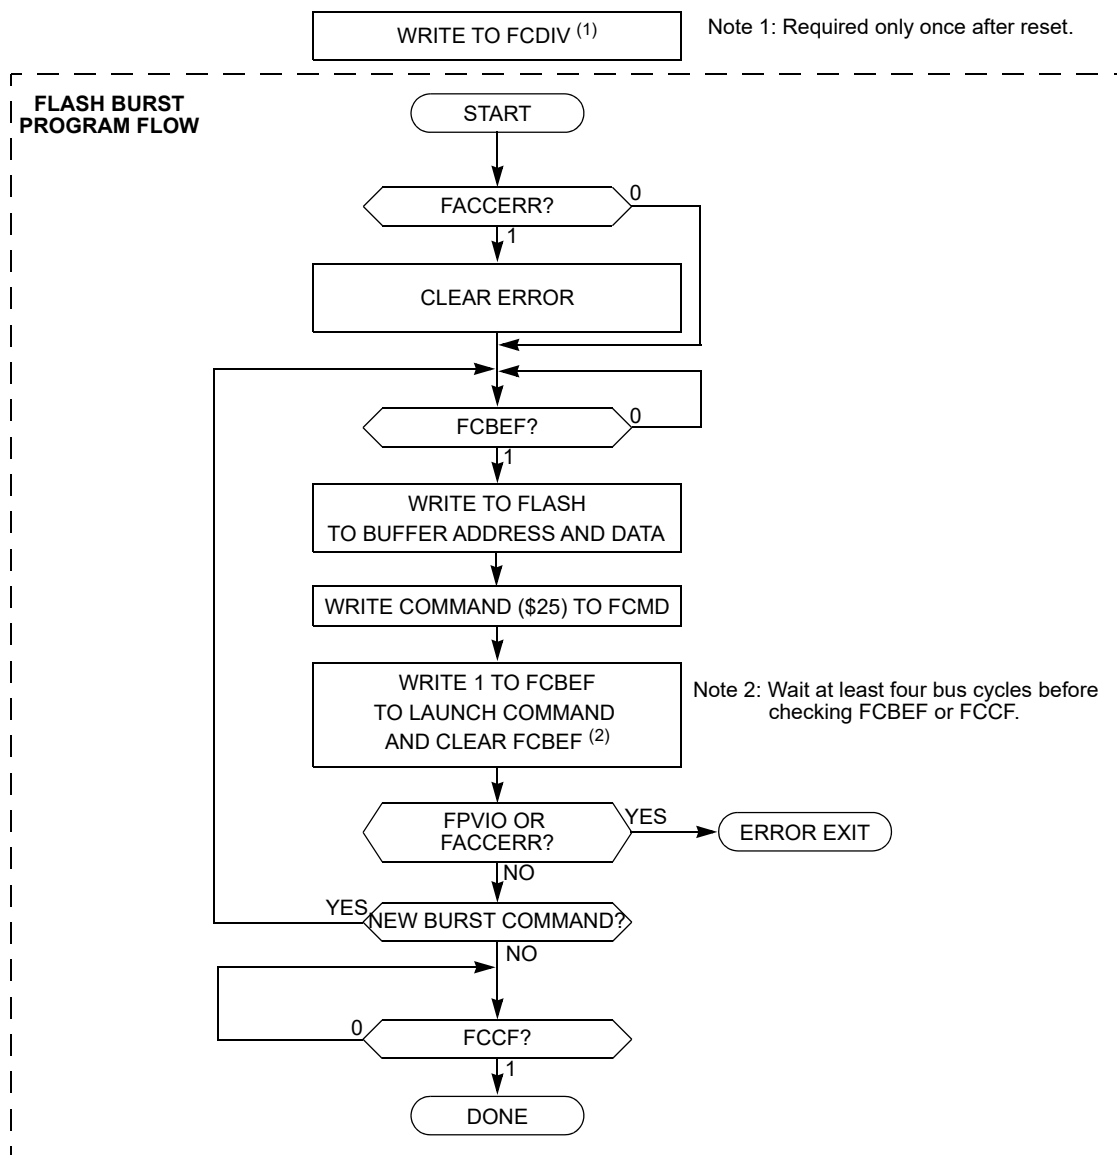 WRITE TO FCDIV (1)
Note 1: Required only once after reset.
FLASH BURST
PROGRAM FLOW
START
FACCERR?
0
1
CLEAR ERROR
FCBEF?
0
1
WRITE TO FLASH
TO BUFFER ADDRESS AND DATA
WRITE COMMAND ($25) TO FCMD
WRITE 1 TO FCBEF
TO LAUNCH COMMAND
AND CLEAR FCBEF (2)
Note 2: Wait at least four bus cycles before
checking FCBEF or FCCF.
FPVIO OR
FACCERR?
YES
ERROR EXIT
NO
YES
NEW BURST COMMAND?
NO
0
FCCF?
1
DONE